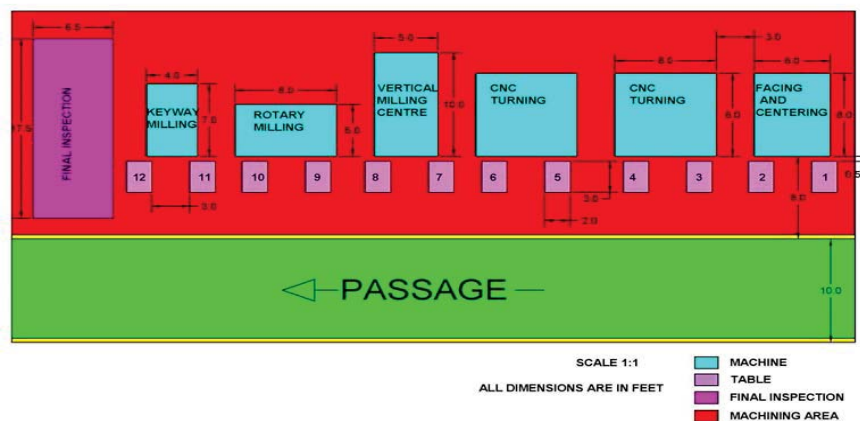 6.5
5.0
3.0
4.0
8.0
8.0
6.0
17.5
FINAL INSPECTION
KEYWAY
MILLING
7.0
ROTARY
MILLING
5.0
VERTICAL
MILLING
CENTRE
10.0
CNC
TURNING
CNC
TURNING
8.0
FACING
AND
CENTERING
8.0
12
11
10
9
8
7
6
5
4
3
2
1
0.5
3.0
3.0
2.0
8.0
PASSAGE
10.0
SCALE 1:1
ALL DIMENSIONS ARE IN FEET
MACHINE
TABLE
FINAL INSPECTION
MACHINING AREA